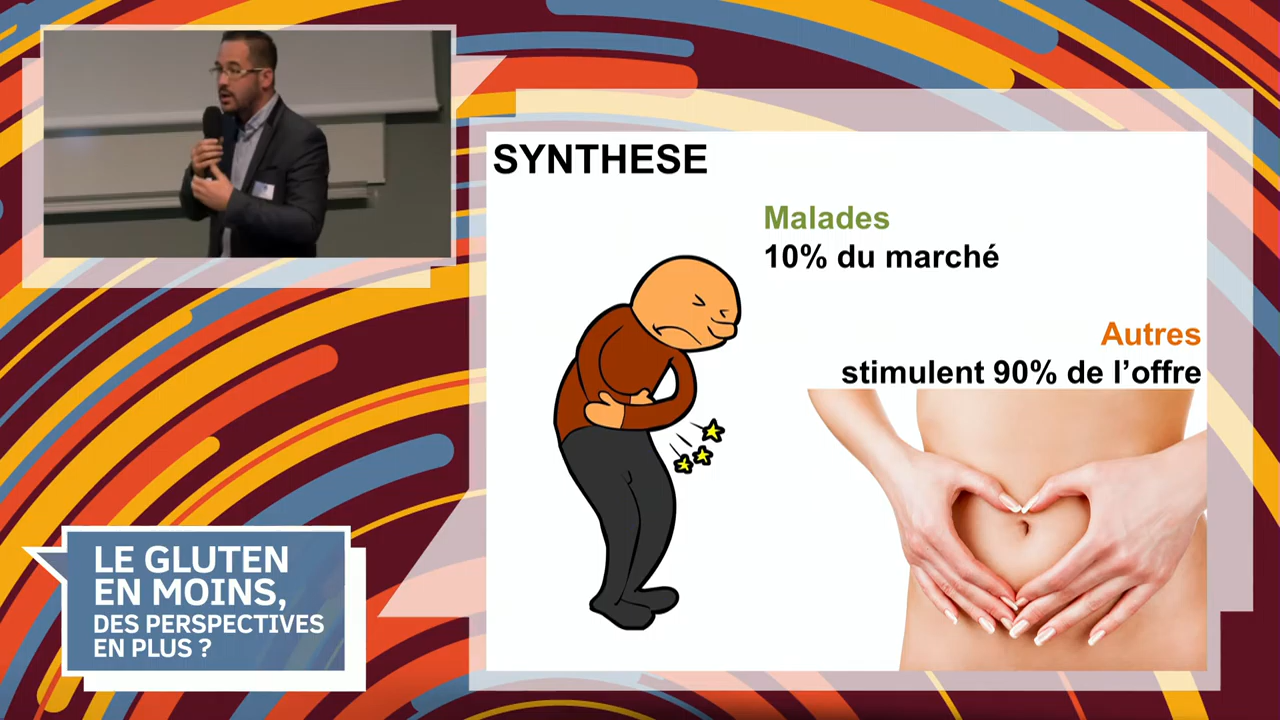 SYNTHESE
Malades
10% du marché
Autres
stimulent 90% de l’offre
LE GLUTEN
EN MOINS,
DES PERSPECTIVES
EN PLUS ?